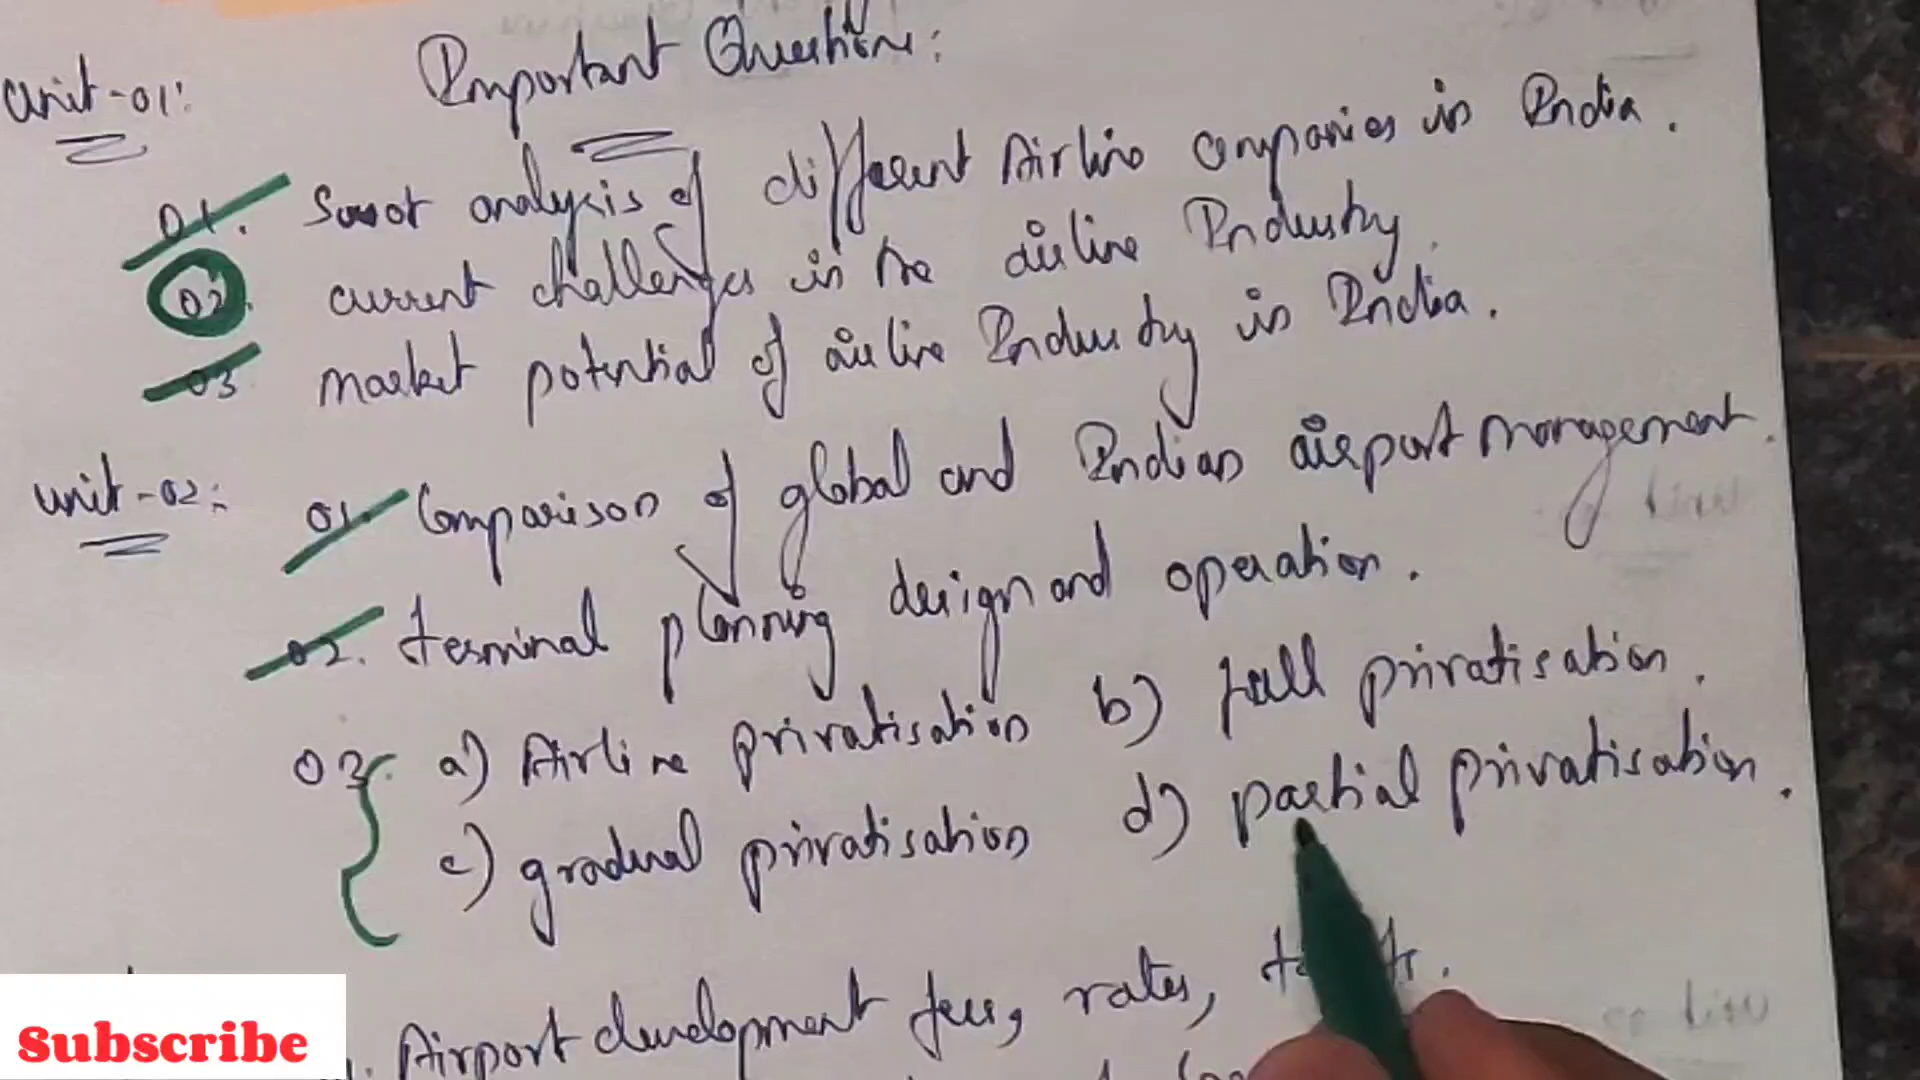 Important Questions:
Unit-01:
01. Swot analysis of different Airline companies in India.
02. current challenges in the airline Industry.
03 market potential of airline Industry in India.
Unit-02:
01. Comparison of global and Indian airport management.
02. terminal planning design and operation.
03. a) Airline privatisation b) full privatisation.
c) gradual privatisation d) partial privatisation.
Airport development fees, rates,
Subscribe